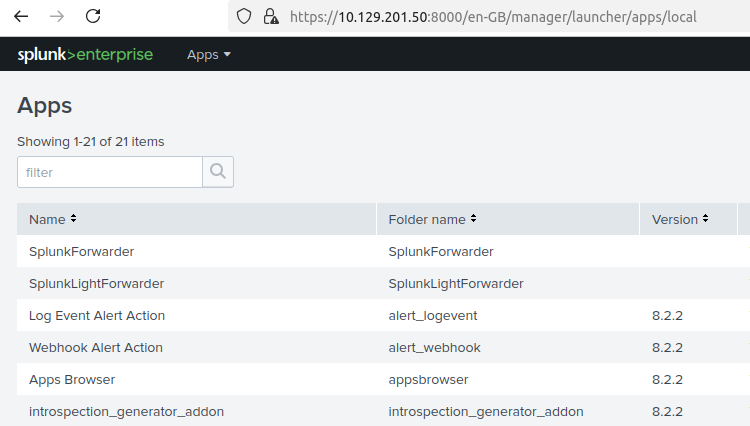 https://10.129.201.50:8000/en-GB/manager/launcher/apps/local
splunk>enterprise Apps
Apps
Showing 1-21 of 21 items
filter
Name Folder name Version
SplunkForwarder SplunkForwarder
SplunkLightForwarder SplunkLightForwarder
Log Event Alert Action alert_logevent 8.2.2
Webhook Alert Action alert_webhook 8.2.2
Apps Browser appsbrowser 8.2.2
introspection_generator_addon introspection_generator_addon 8.2.2